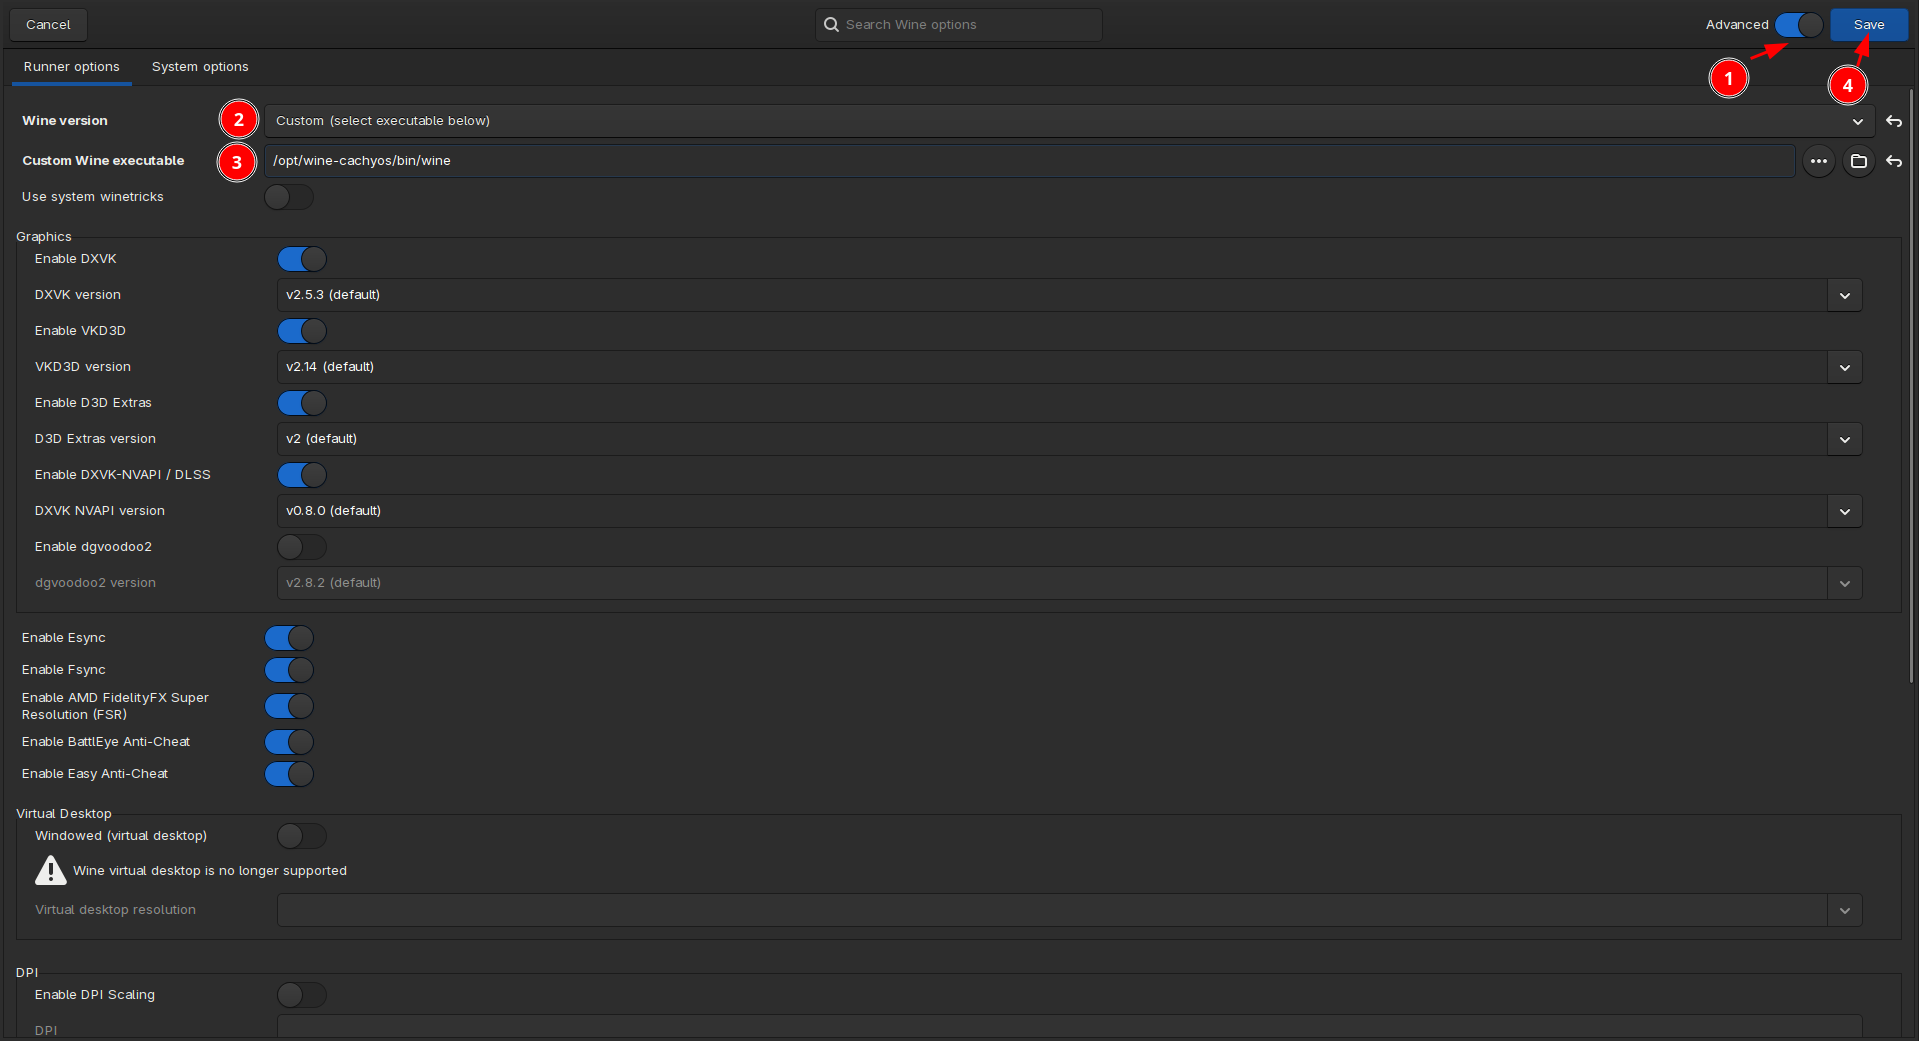 Cancel
Search Wine options
Advanced
Save
Runner options
System options
1
4
Wine version
2
Custom (select executable below)
Custom Wine executable
3
/opt/wine-cachyos/bin/wine
Use system winetricks
Graphics
Enable DXVK
DXVK version
v2.5.3 (default)
Enable VKD3D
VKD3D version
v2.14 (default)
Enable D3D Extras
D3D Extras version
v2 (default)
Enable DXVK-NVAPI / DLSS
DXVK NVAPI version
v0.8.0 (default)
Enable dgvoodoo2
dgvoodoo2 version
v2.8.2 (default)
Enable Esync
Enable Fsync
Enable AMD FidelityFX Super
Resolution (FSR)
Enable BattlEye Anti-Cheat
Enable Easy Anti-Cheat
Virtual Desktop
Windowed (virtual desktop)
Wine virtual desktop is no longer supported
Virtual desktop resolution
DPI
Enable DPI Scaling
DPI